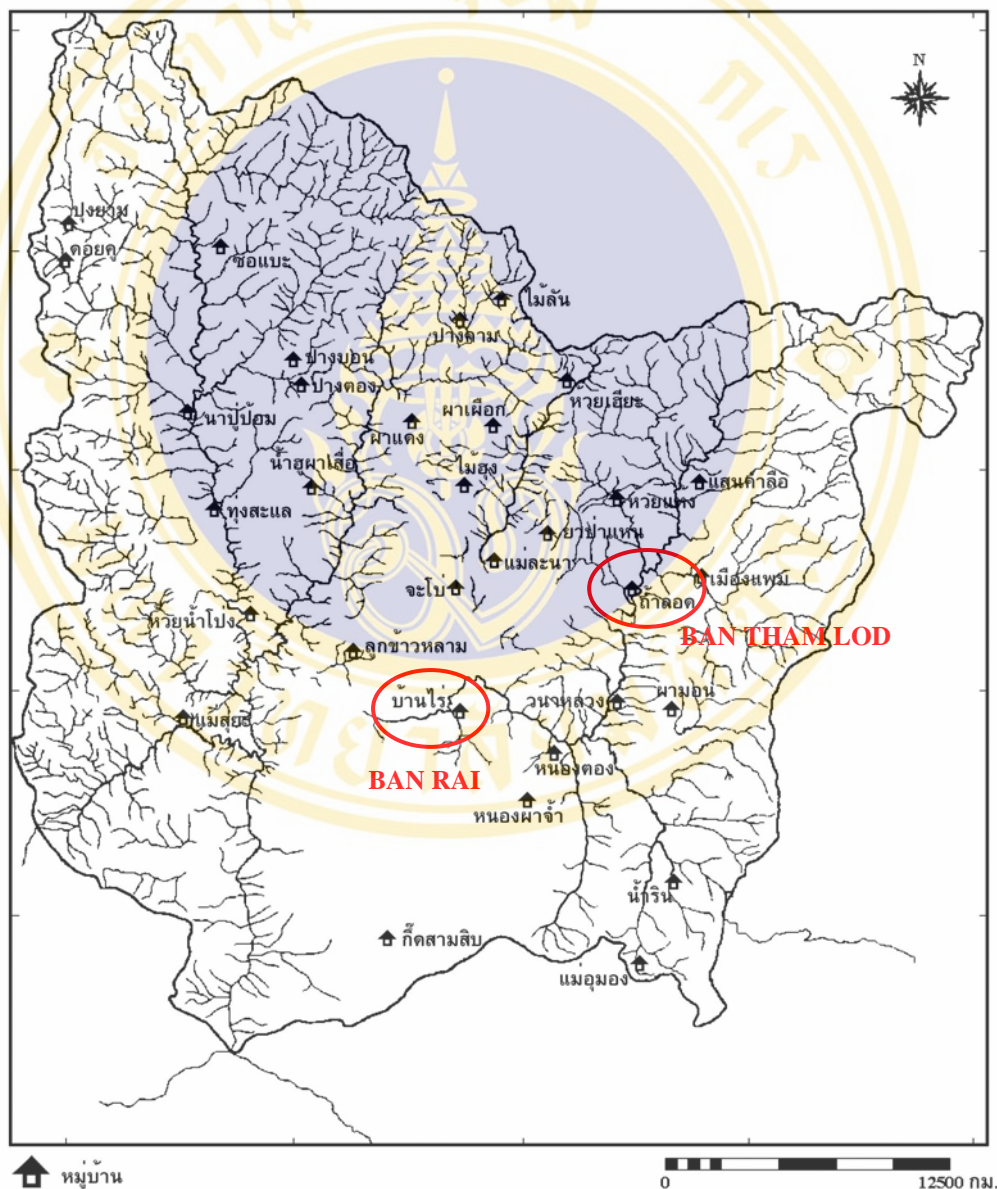 N
ปุงยาม
ดอยคู
ซอแบะ
ไม้ลัน
ปางคาม
ปางบอน
ปางตอง
ห้วยเฮี๊ยะ
นาปู่ป้อม
ผาเผือก
ผาแดง
น้ำฮูผาเสื่อ
ไม้ฮุง
แสนคำลือ
ห้วยแห้ง
ทุ่งสะแล
ยาป่าแหน
แม่ละนา
เมืองแพม
จะโบ่
ถ้ำลอด
ห้วยน้ำโป่ง
BAN THAM LOD
ลุกข้าวหลาม
บ้านไร่
วนาหลวง
ผามอน
แม่สุยะ
หนองตอง
BAN RAI
หนองผาจ้ำ
น้ำริน
กึ๊ดสามสิบ
แม่อุมอง
หมู่บ้าน
0
12500 กม.